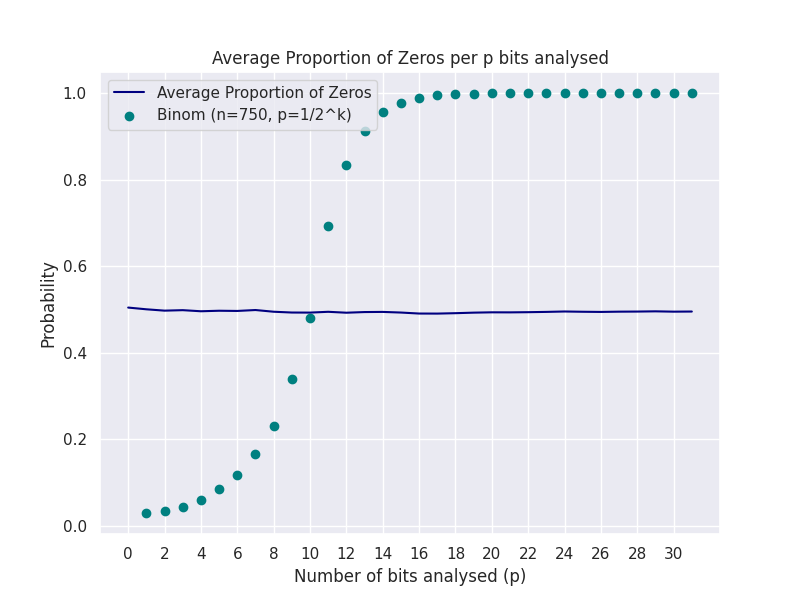 Average Proportion of Zeros per p bits analysed
Average Proportion of Zeros
Binom (n=750, p=1/2^k)
Probability
1.0
0.8
0.6
0.4
0.2
0.0
0 2 4 6 8 10 12 14 16 18 20 22 24 26 28 30
Number of bits analysed (p)